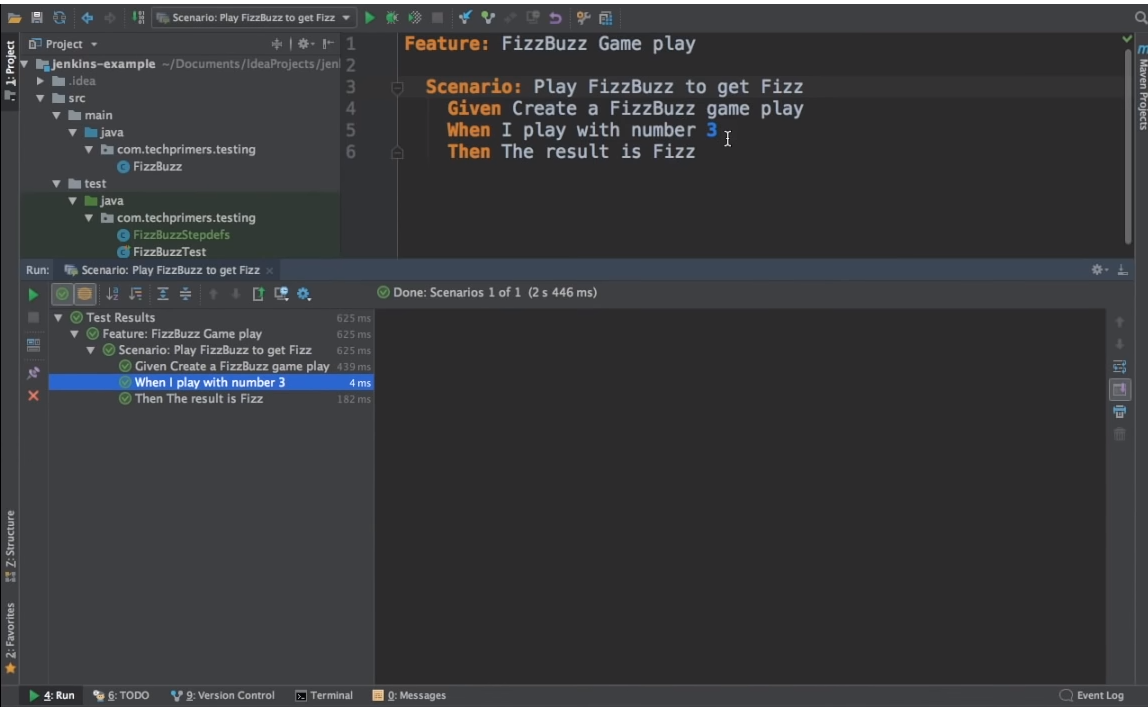 Scenario: Play FizzBuzz to get Fizz
1: Project
Project
jenkins-example ~/Documents/IdeaProjects/jen
.idea
src
main
java
com.techprimers.testing
FizzBuzz
test
java
com.techprimers.testing
FizzBuzzStepdefs
FizzBuzzTest
1 Feature: FizzBuzz Game play
2
3 Scenario: Play FizzBuzz to get Fizz
4 Given Create a FizzBuzz game play
5 When I play with number 3
6 Then The result is Fizz
Maven Projects
Run: Scenario: Play FizzBuzz to get Fizz
Done: Scenarios 1 of 1 (2 s 446 ms)
Test Results 625 ms
Feature: FizzBuzz Game play 625 ms
Scenario: Play FizzBuzz to get Fizz 625 ms
Given Create a FizzBuzz game play 439 ms
When I play with number 3 4 ms
Then The result is Fizz 182 ms
Z: Structure
2: Favorites
4: Run 6: TODO 9: Version Control Terminal 0: Messages Event Log